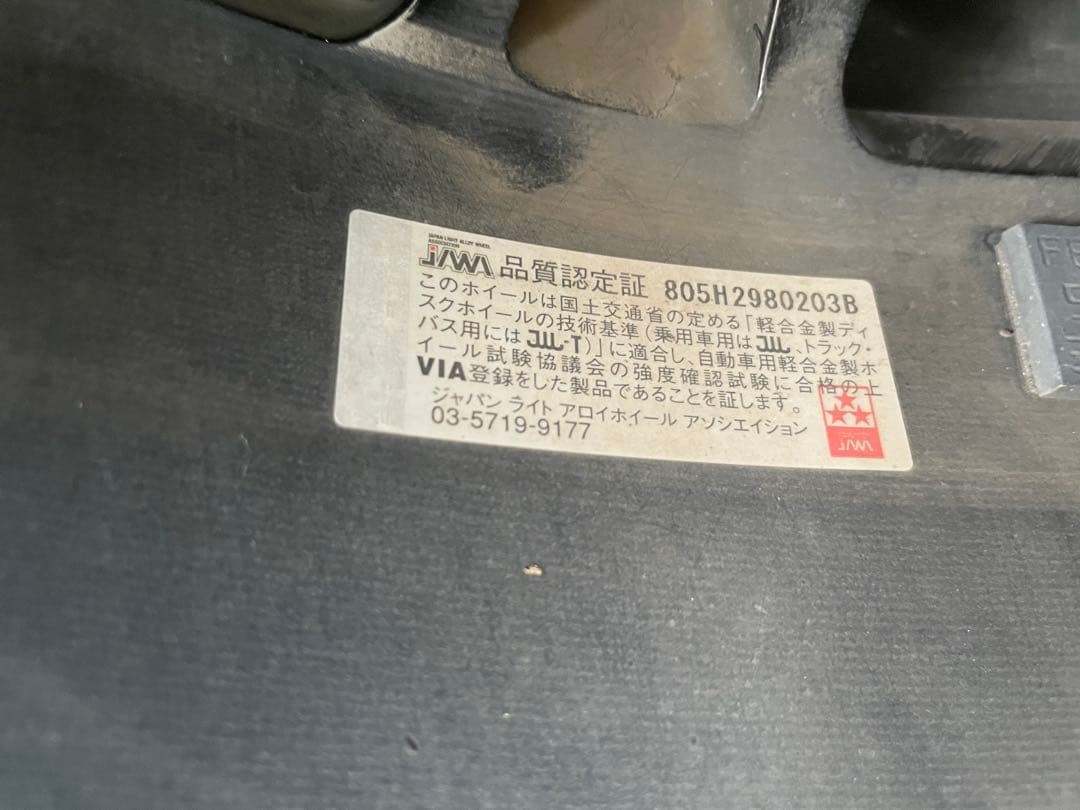 JAPAN LIGHT ALLOY WHEEL
ASSOCIATION
JAWA 品質認定証 805H2980203B
このホイールは国土交通省の定める「軽合金製ディ
スクホイールの技術基準(乗用車用はJWL、トラック・
バス用にはJWL-T)」に適合し、自動車用軽合金製ホ
イール試験協議会の強度確認試験に合格の上
VIA登録をした製品であることを証します。
ジャパン ライト アロイホイール アソシエイション
03-5719-9177
JAWA